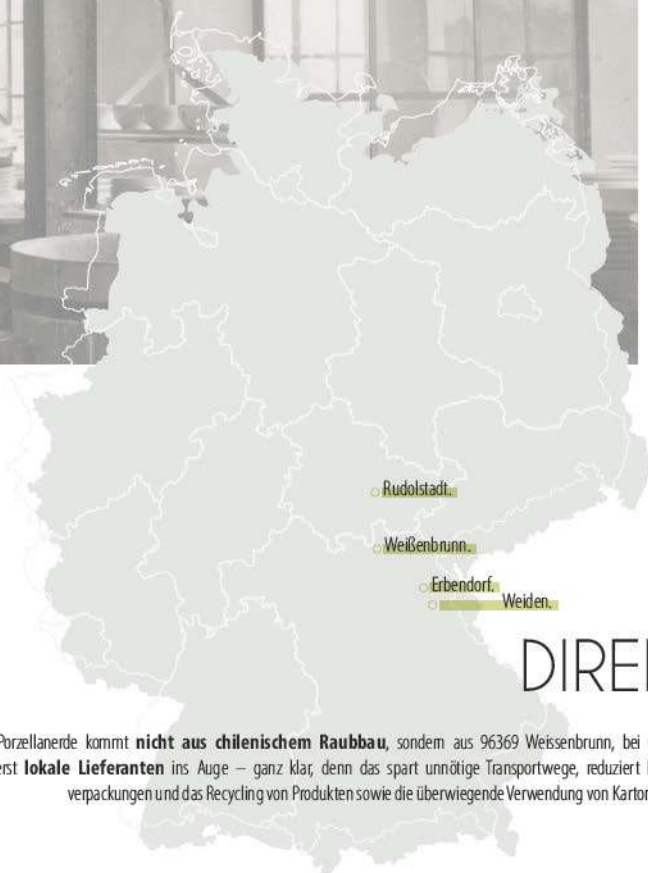 Rudolstadt.
Weißenbrunn.
Erbendorf.
Weiden.
DIRE
Porzellanerde kommt nicht aus chilenischem Raubbau, sondern aus 96369 Weissenbrunn, bei
erst lokale Lieferanten ins Auge – ganz klar, denn das spart unnötige Transportwege, reduziert
verpackungen und das Recycling von Produkten sowie die überwiegende Verwendung von Karton